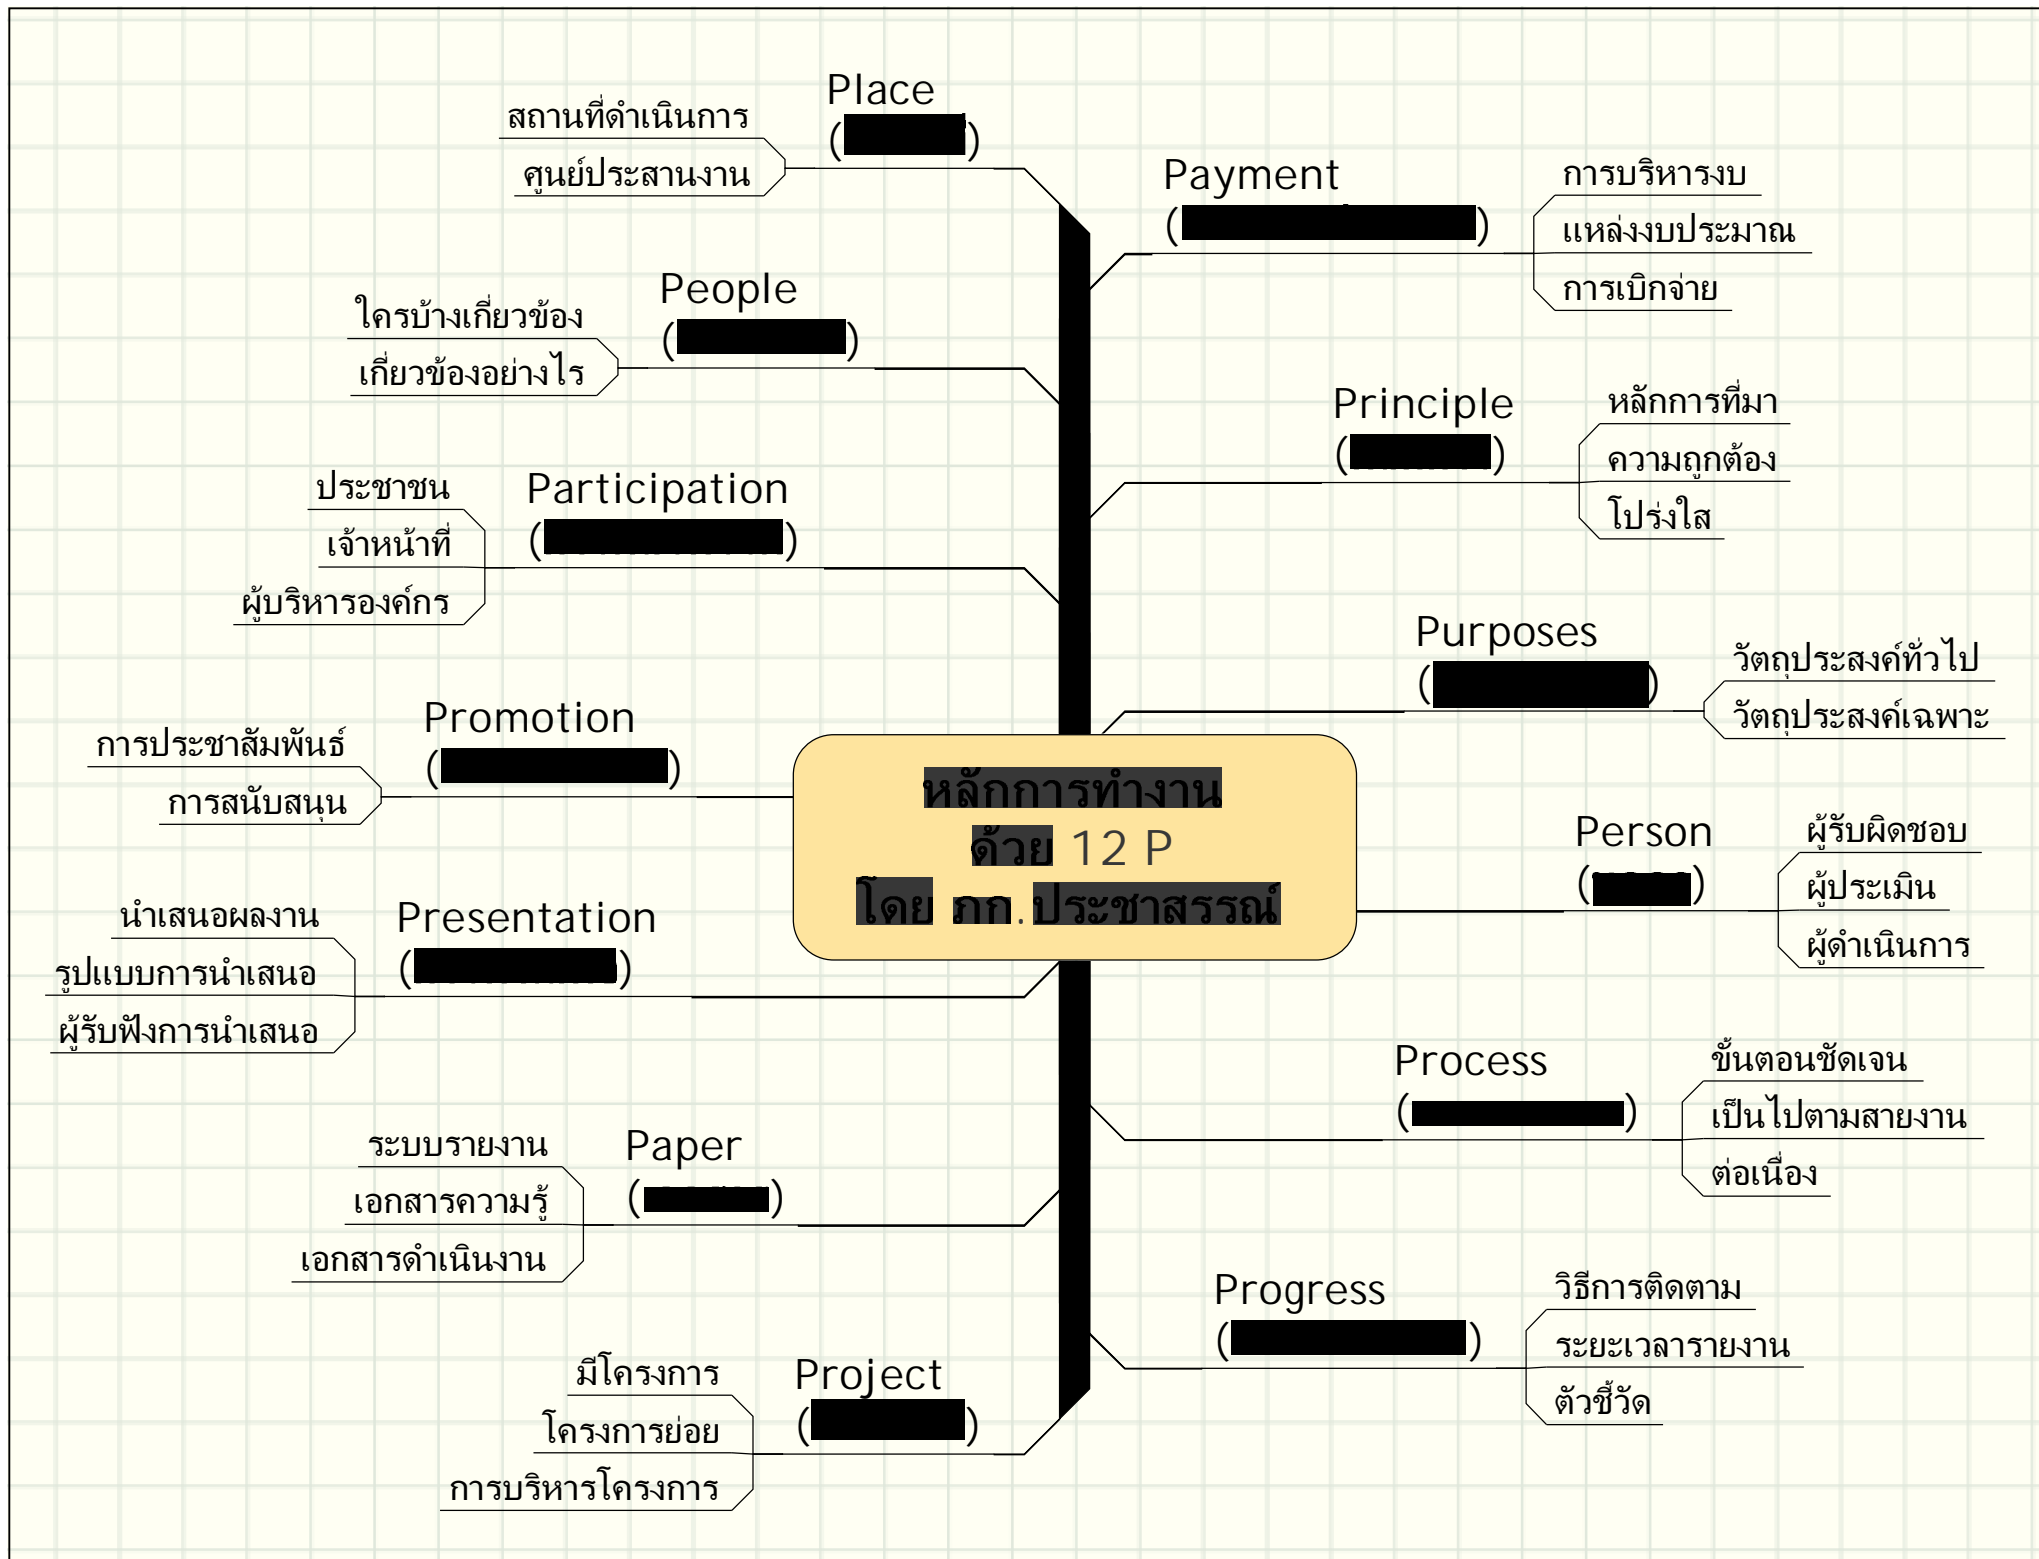 Place
สถานที่ดำเนินการ
ศูนย์ประสานงาน
People
ใครบ้างเกี่ยวข้อง
เกี่ยวข้องอย่างไร
Participation
ประชาชน
เจ้าหน้าที่
ผู้บริหารองค์กร
Promotion
การประชาสัมพันธ์
การสนับสนุน
Presentation
นำเสนอผลงาน
รูปแบบการนำเสนอ
ผู้รับฟังการนำเสนอ
Paper
ระบบรายงาน
เอกสารความรู้
เอกสารดำเนินงาน
Project
มีโครงการ
โครงการย่อย
การบริหารโครงการ
หลักการทำงาน
ด้วย 12 P
โดย ภก.ประชาสรรณ์
Payment
การบริหารงบ
แหล่งงบประมาณ
การเบิกจ่าย
Principle
หลักการที่มา
ความถูกต้อง
โปร่งใส
Purposes
วัตถุประสงค์ทั่วไป
วัตถุประสงค์เฉพาะ
Person
ผู้รับผิดชอบ
ผู้ประเมิน
ผู้ดำเนินการ
Process
ขั้นตอนชัดเจน
เป็นไปตามสายงาน
ต่อเนื่อง
Progress
วิธีการติดตาม
ระยะเวลารายงาน
ตัวชี้วัด